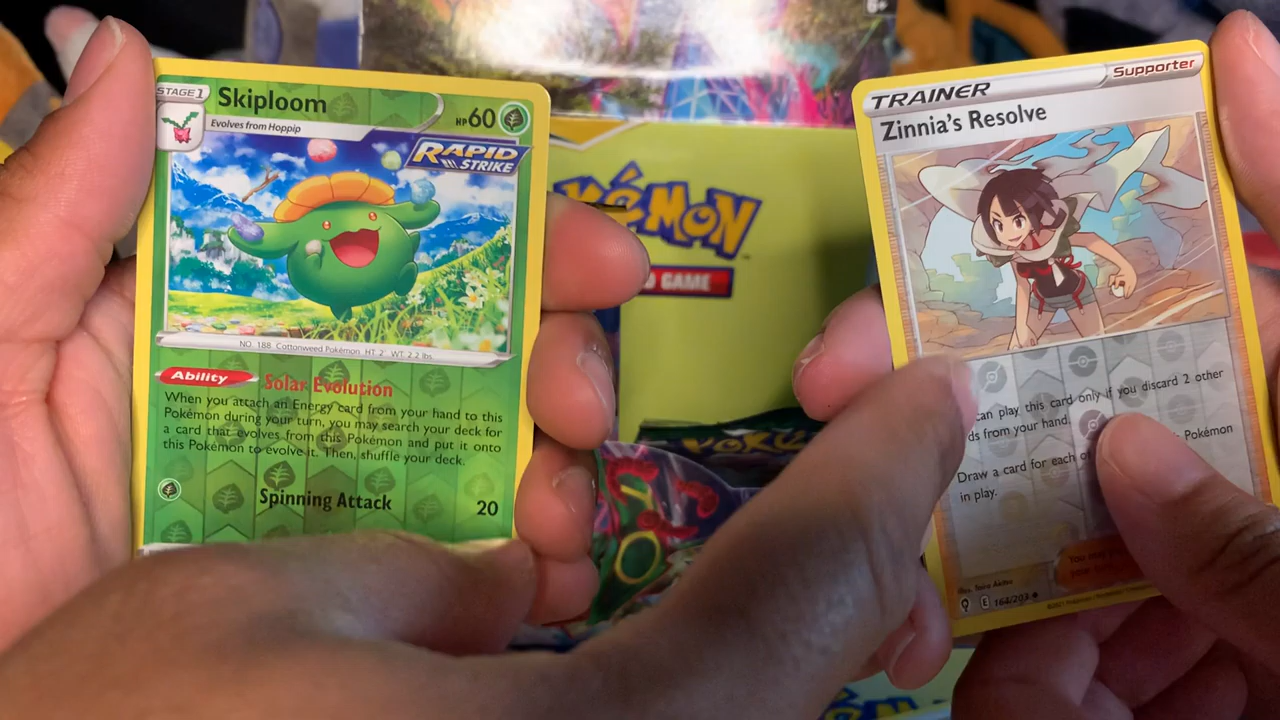 6+
STAGE1
Skiploom
HP60
Evolves from Hoppip
RAPID
STRIKE
NO. 188 Cottonweed Pokémon HT 2' WT. 2.2 lbs.
Ability
Solar Evolution
When you attach an Energy card from your hand to this
Pokémon during your turn, you may search your deck for
a card that evolves from this Pokémon and put it onto
this Pokémon to evolve it. Then, shuffle your deck.
Spinning Attack
20
POKÉMON
GAME
TRAINER
Supporter
Zinnia's Resolve
can play this card only if you discard 2 other
ds from your hand.
Draw a card for each
Pokémon
in play.
Illus.
E
164/203